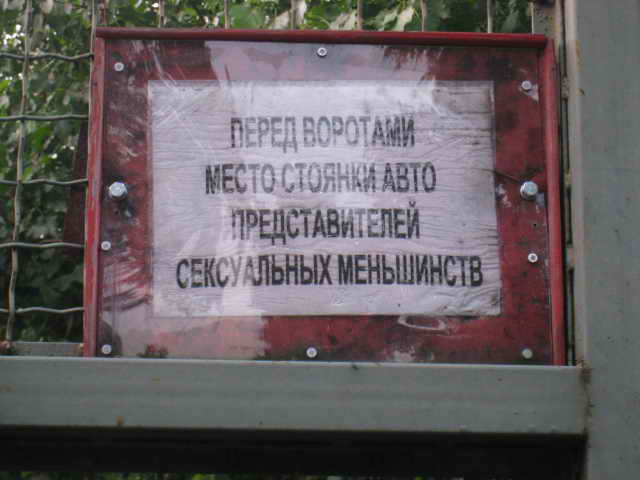 ПЕРЕД ВОРОТАМИ
МЕСТО СТОЯНКИ АВТО
ПРЕДСТАВИТЕЛЕЙ
СЕКСУАЛЬНЫХ МЕНЬШИНСТВ